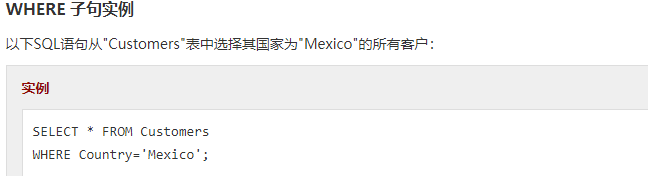 WHERE 子句实例
以下SQL语句从"Customers"表中选择其国家为"Mexico"的所有客户：
实例
SELECT * FROM Customers
WHERE Country='Mexico';